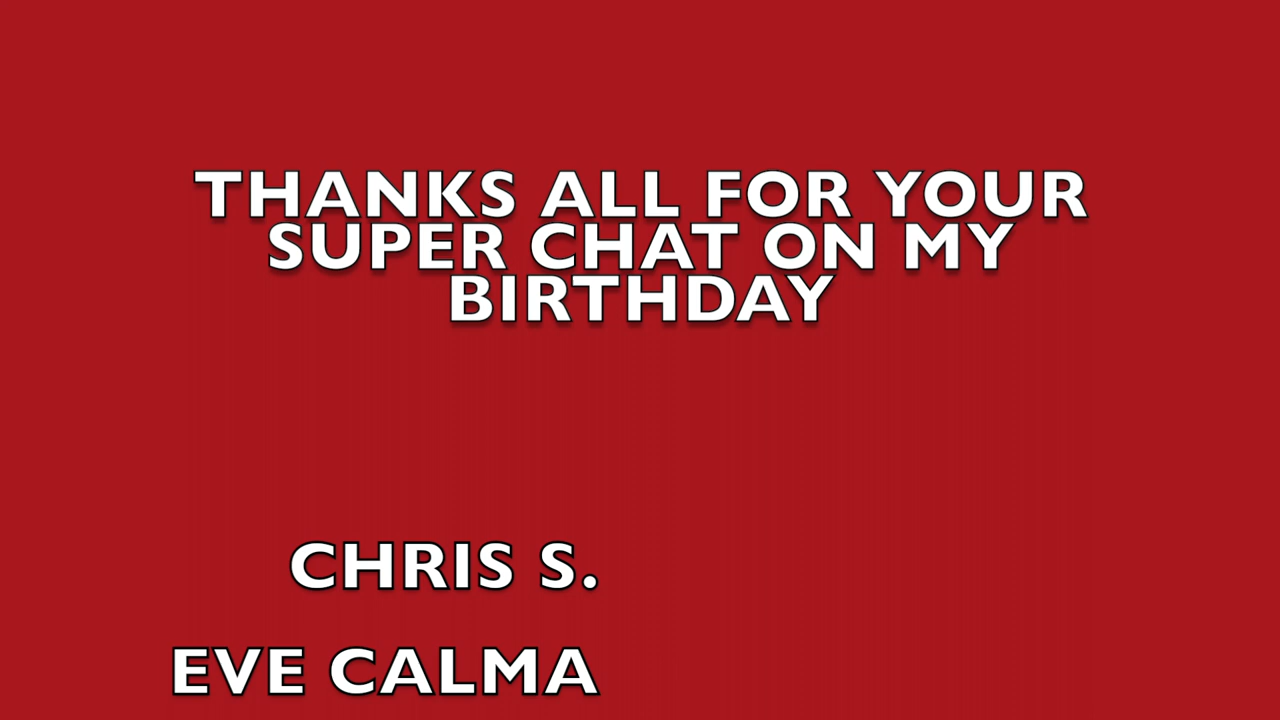 THANKS ALL FOR YOUR
SUPER CHAT ON MY
BIRTHDAY
CHRIS S.
EVE CALMA